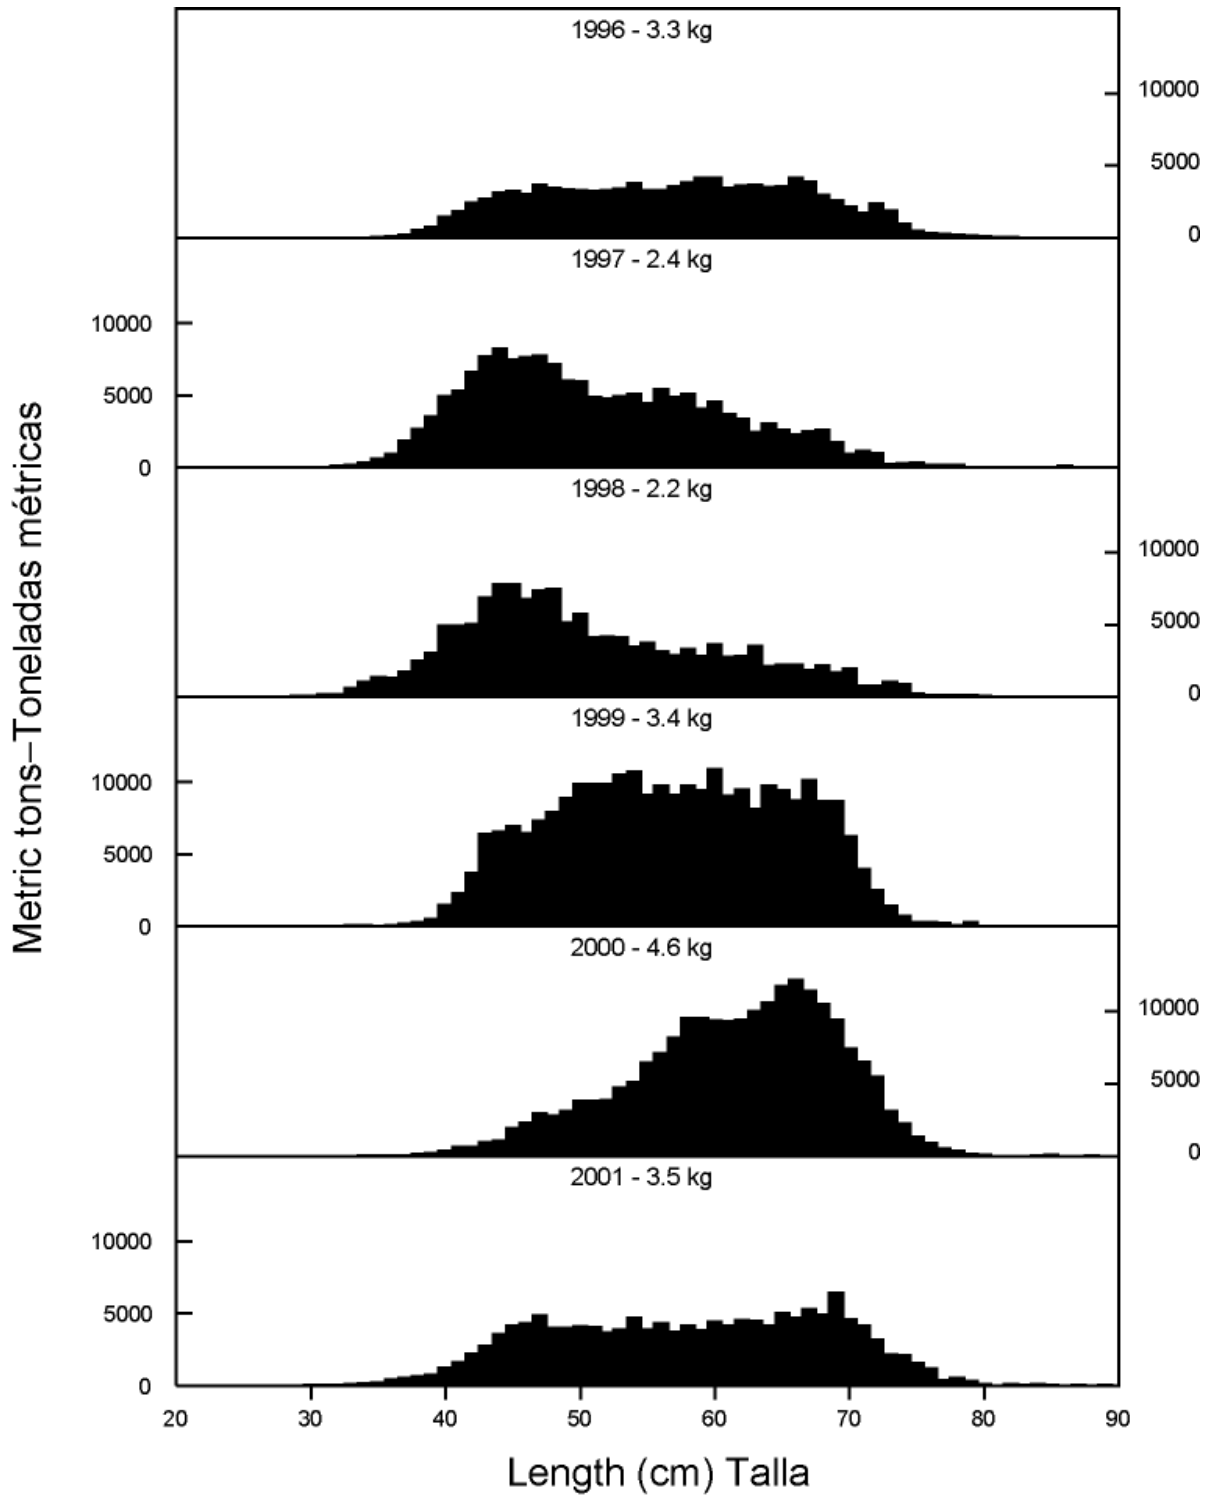 1996 - 3.3 kg
10000
5000
0
1997 - 2.4 kg
10000
5000
0
1998 - 2.2 kg
10000
5000
0
1999 - 3.4 kg
10000
5000
0
2000 - 4.6 kg
10000
5000
0
2001 - 3.5 kg
10000
5000
0
20 30 40 50 60 70 80 90
Length (cm) Talla
Metric tons–Toneladas métricas